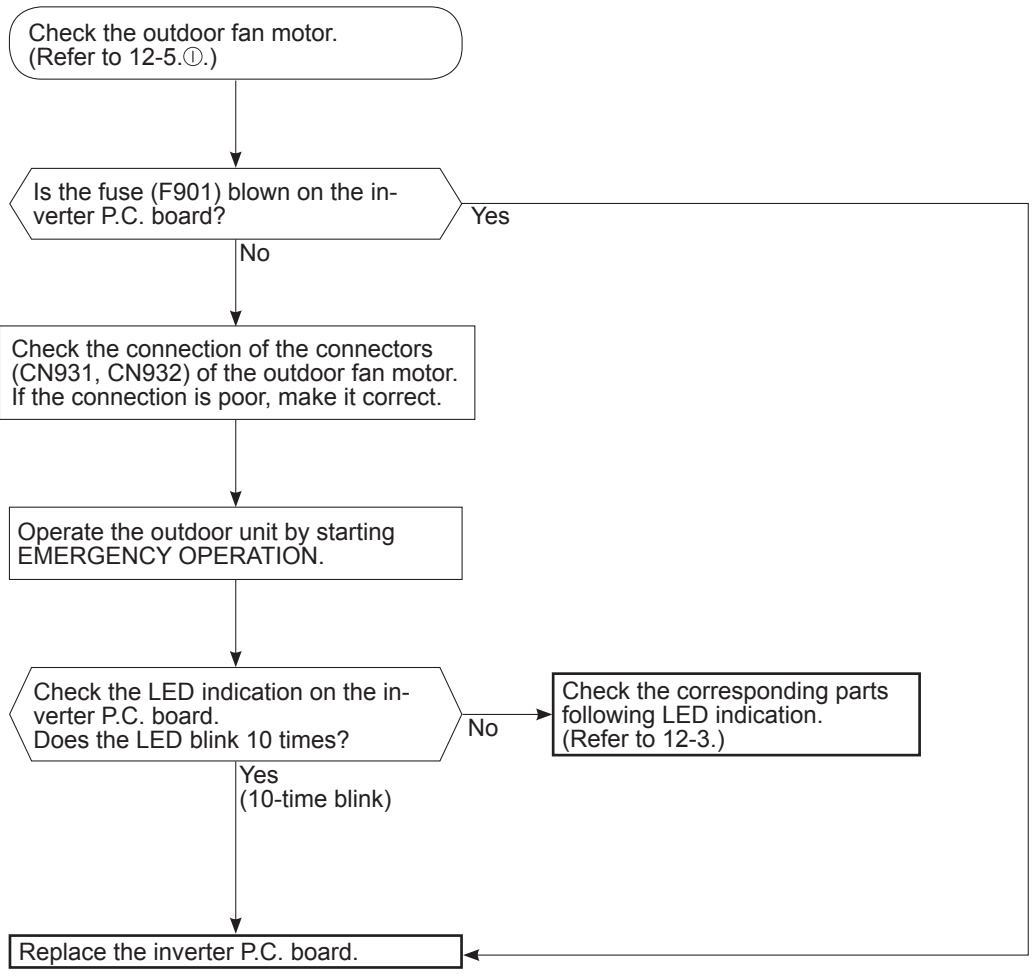 Check the outdoor fan motor.
(Refer to 12-5.Ⓘ.)
Is the fuse (F901) blown on the in-
verter P.C. board?
Yes
No
Check the connection of the connectors
(CN931, CN932) of the outdoor fan motor.
If the connection is poor, make it correct.
Operate the outdoor unit by starting
EMERGENCY OPERATION.
Check the LED indication on the in-
verter P.C. board.
Does the LED blink 10 times?
No
Check the corresponding parts
following LED indication.
(Refer to 12-3.)
Yes
(10-time blink)
Replace the inverter P.C. board.